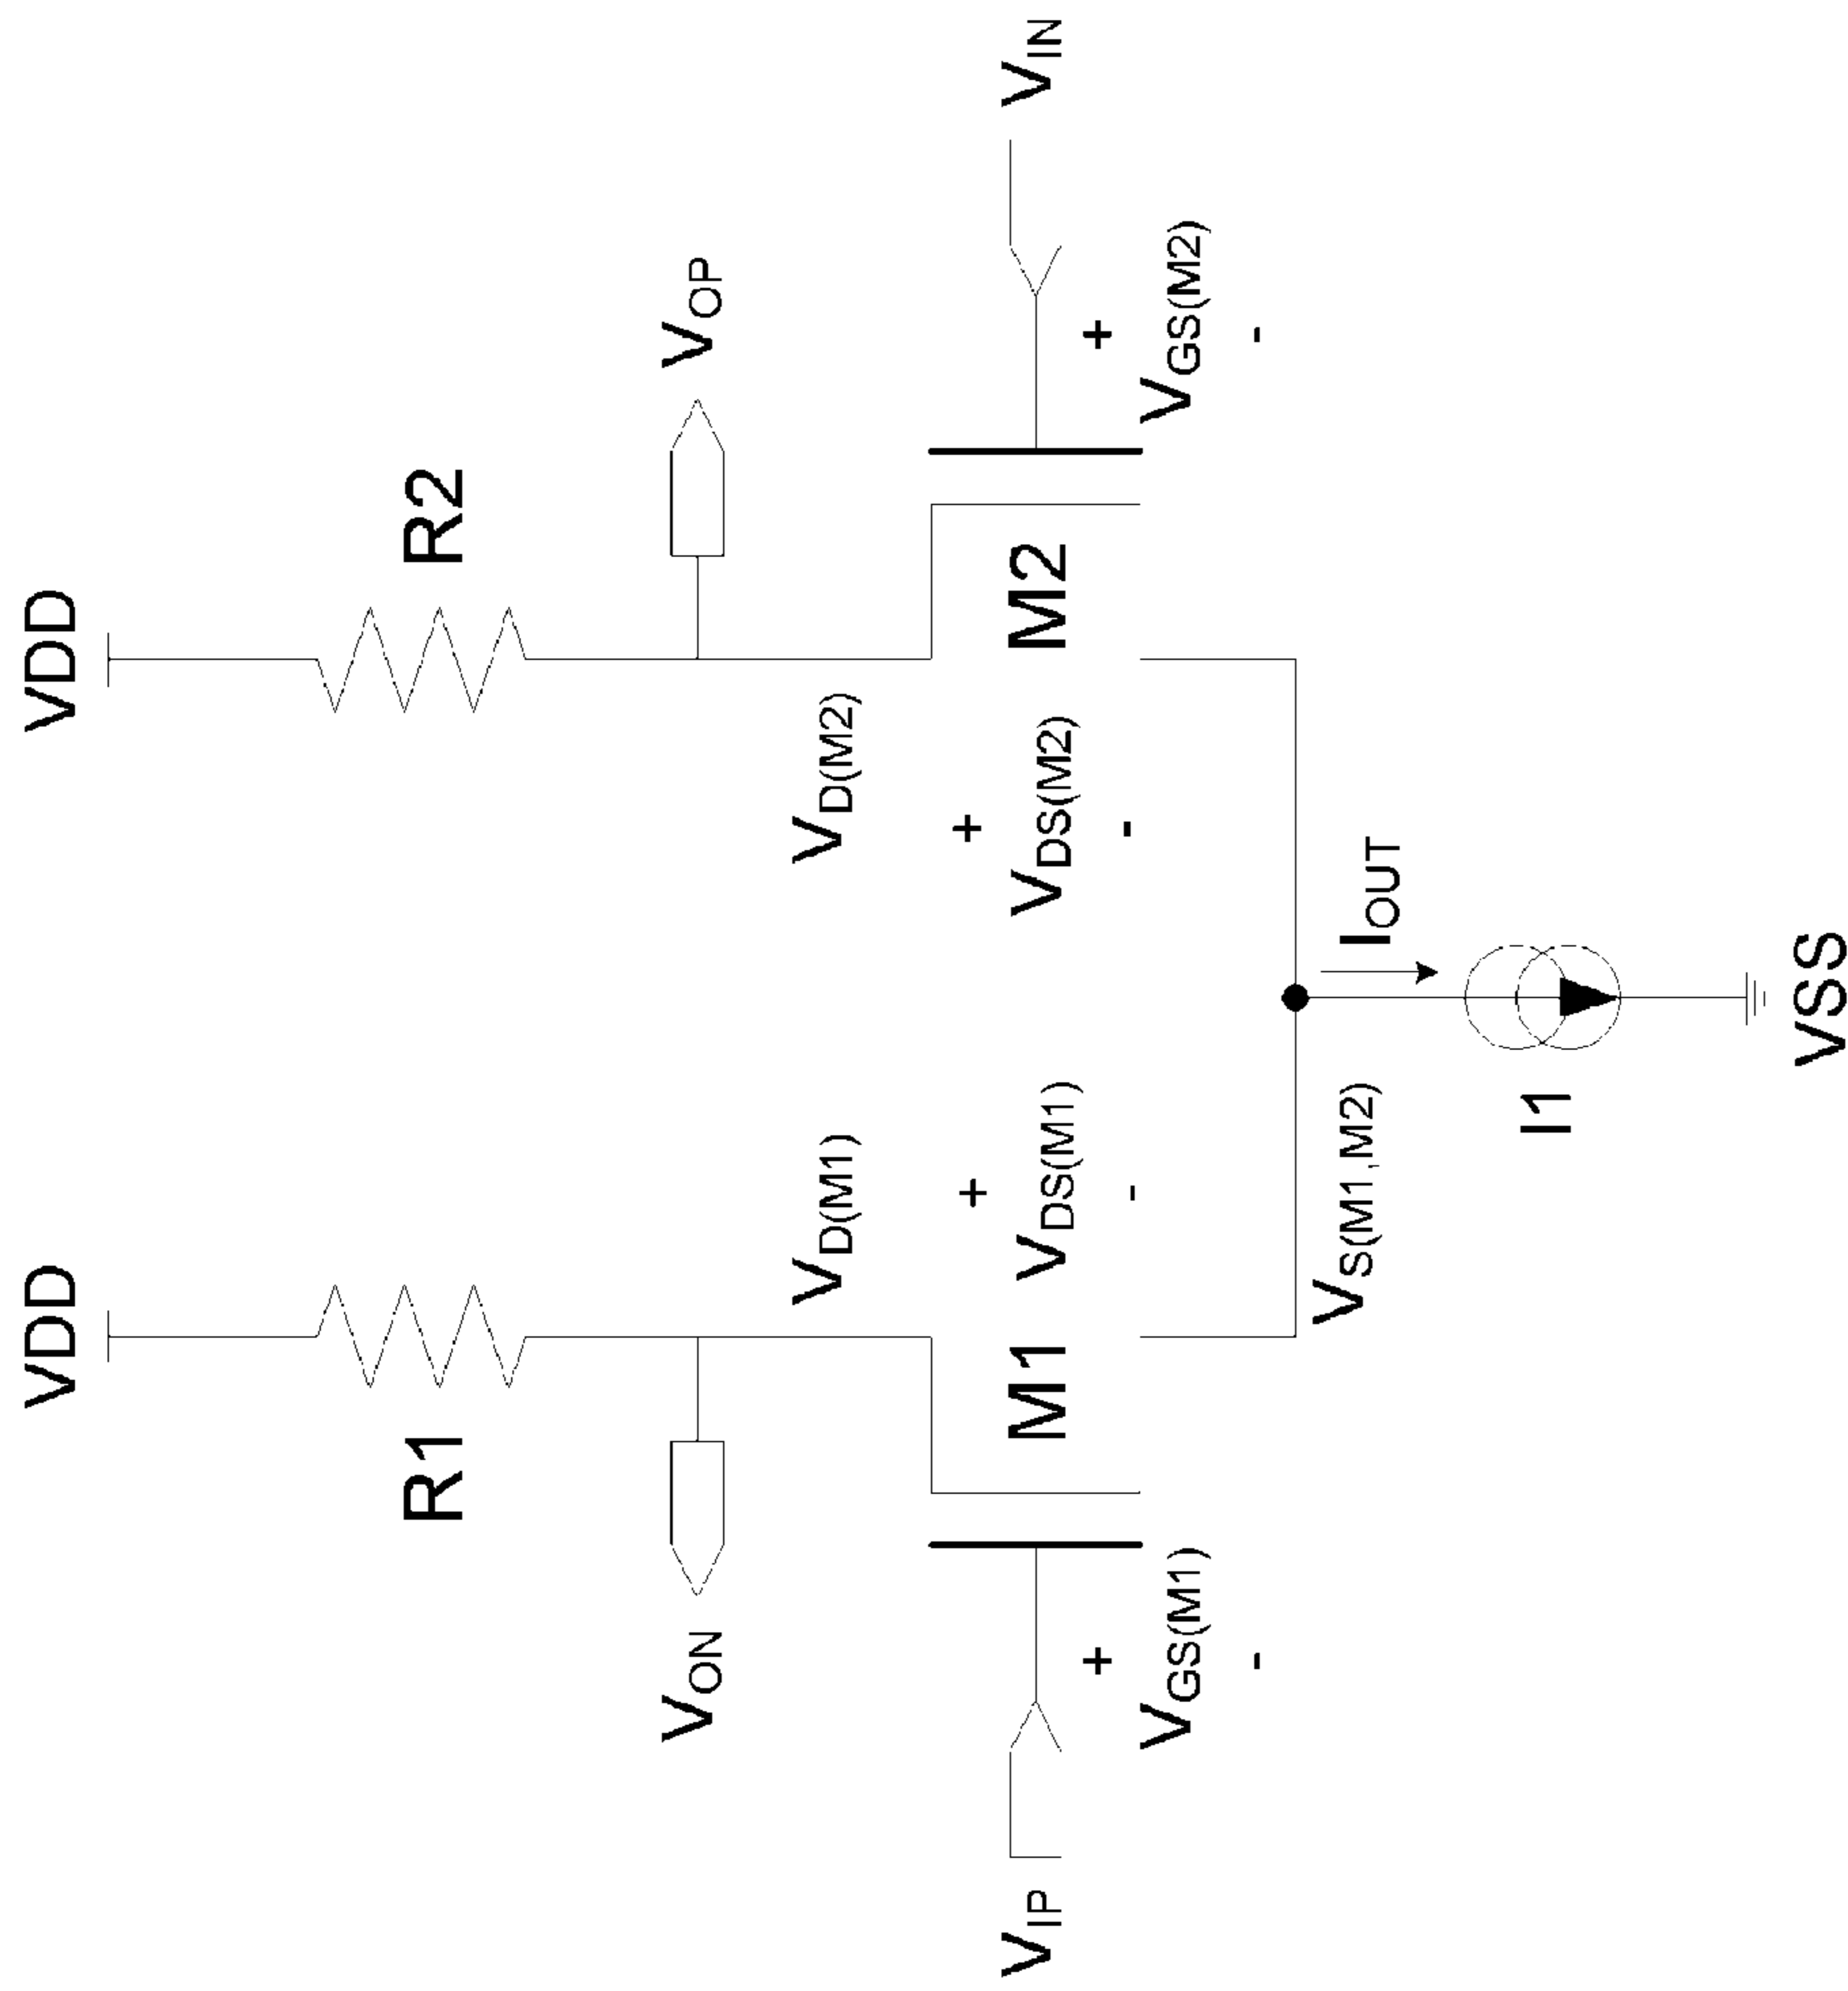 VDD
VDD
R1
R2
VON
VOP
VD(M1)
VD(M2)
+
+
VIP
M1
VDS(M1)
VDS(M2)
M2
VIN
-
-
+
+
VGS(M1)
VGS(M2)
-
-
VS(M1,M2)
IOUT
I1
VSS